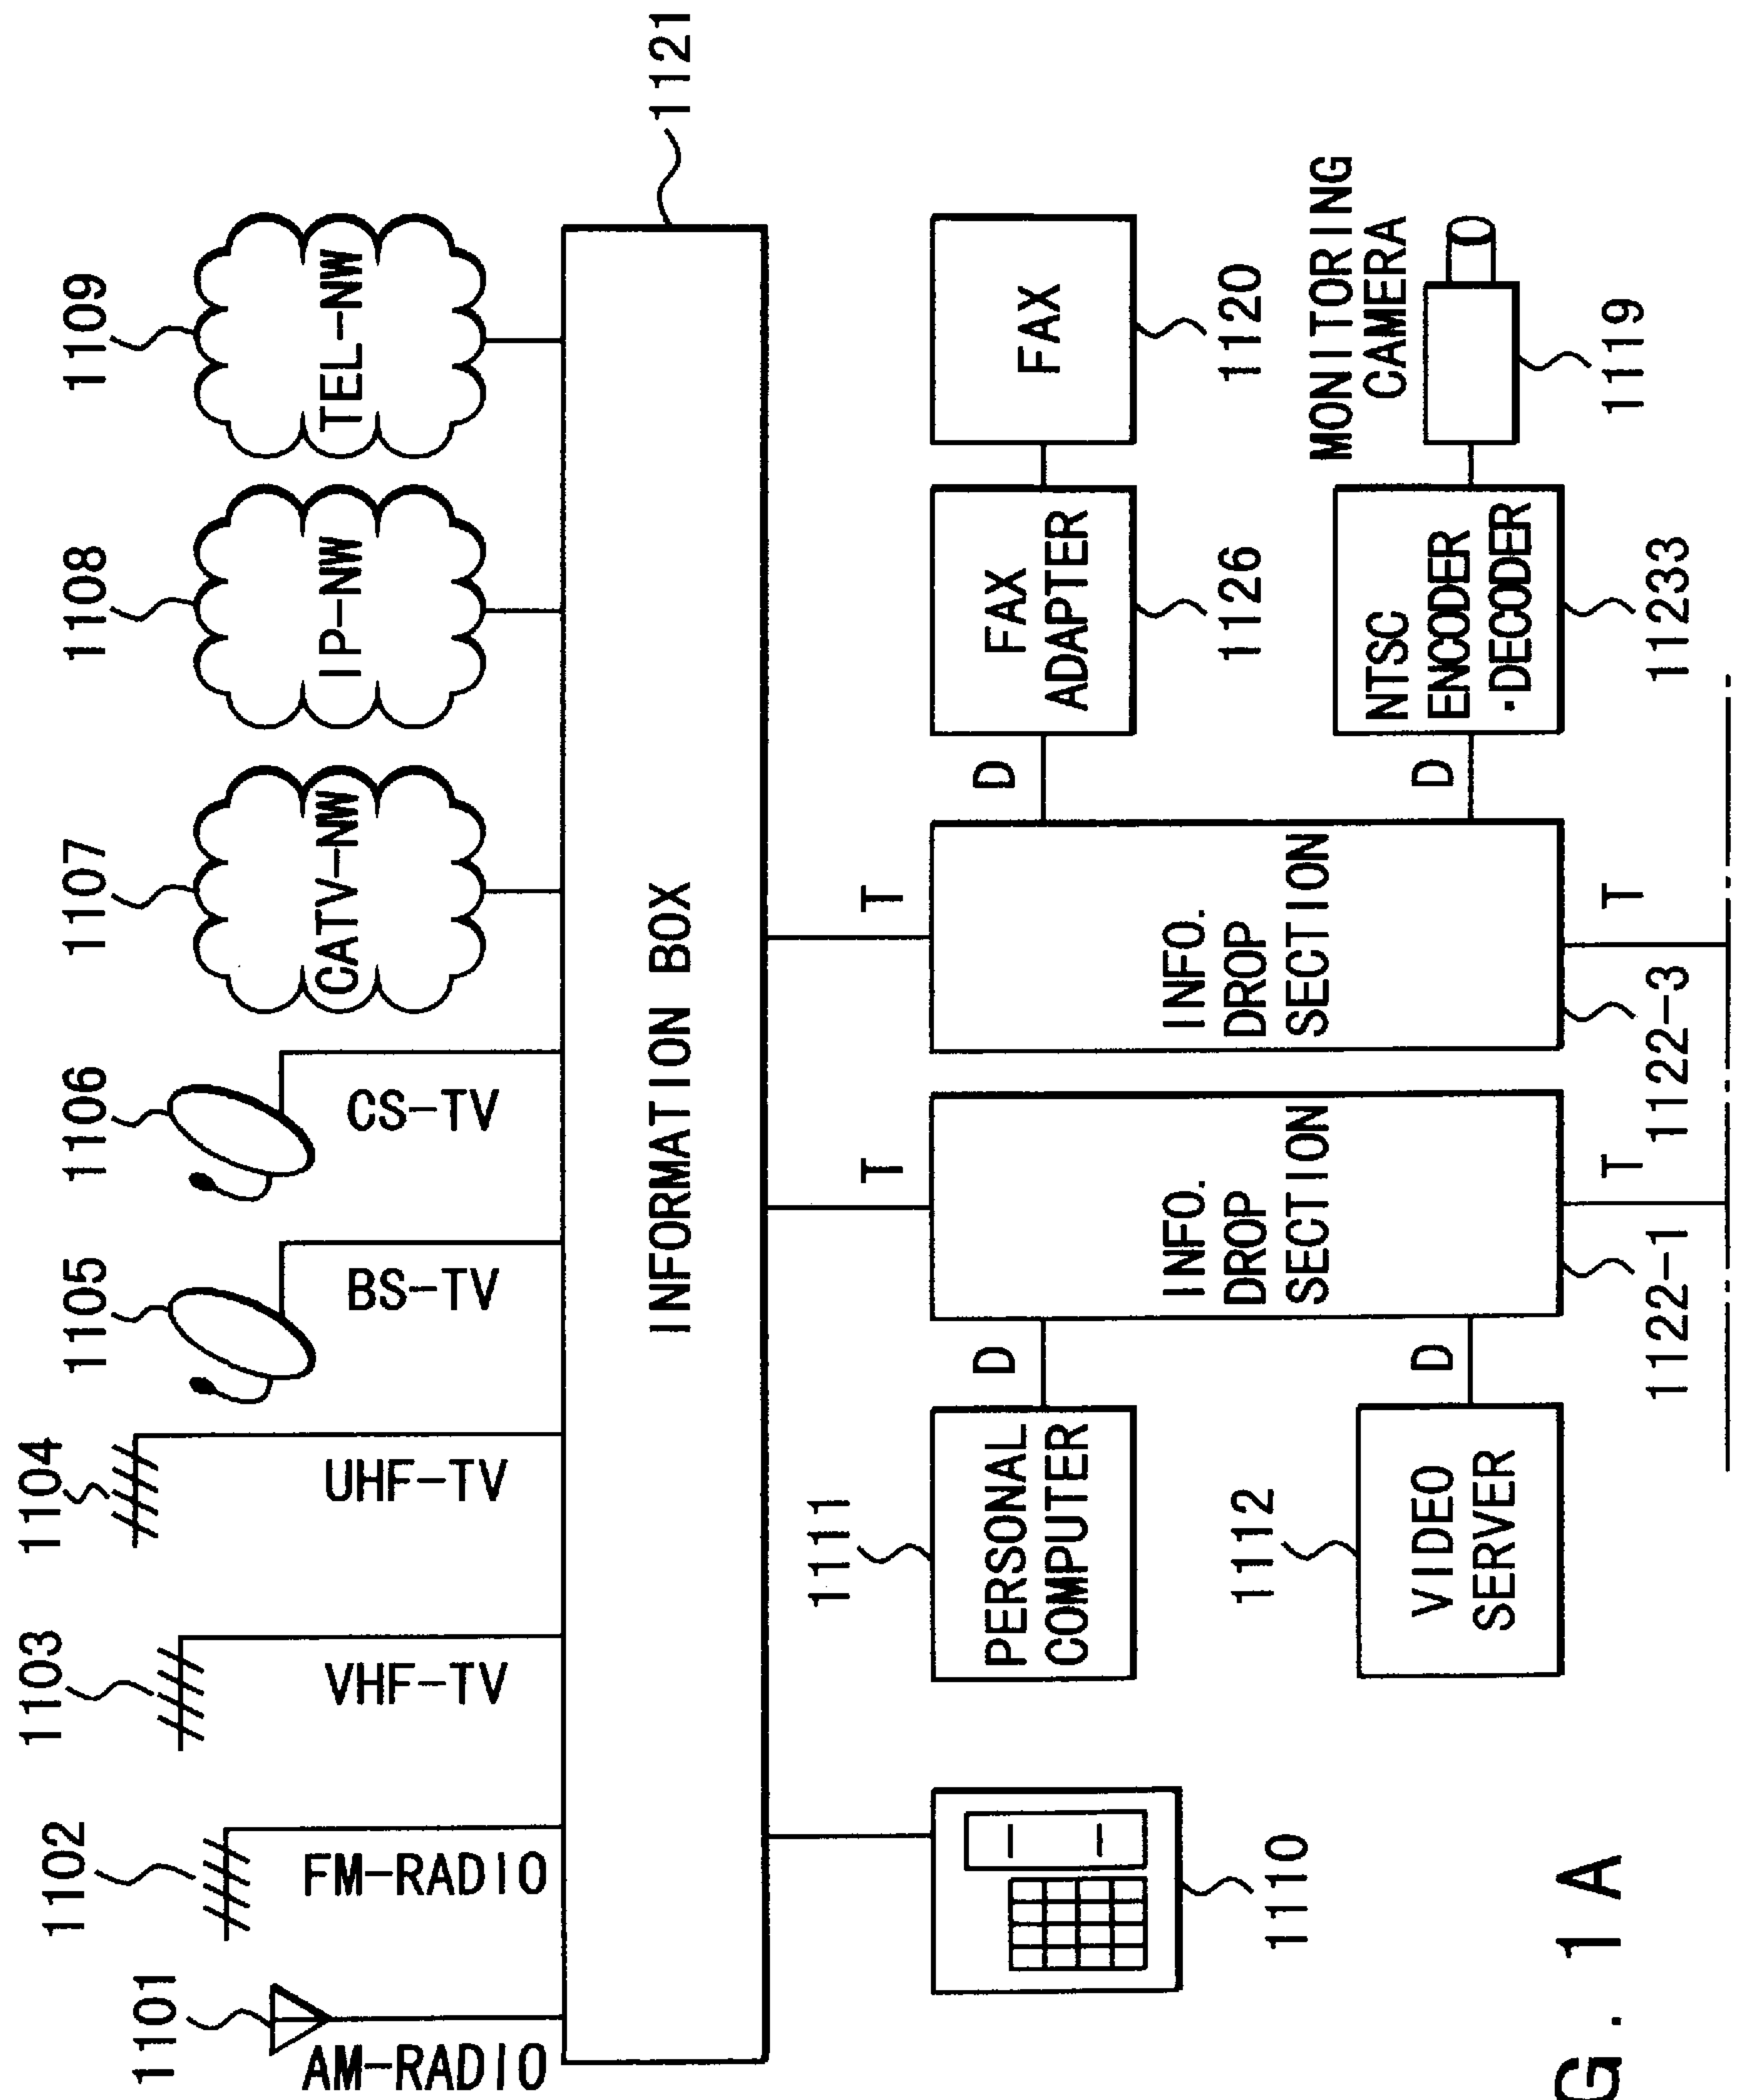 1101
1102
1103
1104
1105
1106
1107
1108
1109
AM-RADIO
FM-RADIO
VHF-TV
UHF-TV
BS-TV
CS-TV
CATV-NW
IP-NW
TEL-NW
INFORMATION BOX
1121
T
T
1110
1111
PERSONAL
COMPUTER
D
INFO.
DROP
SECTION
INFO.
DROP
SECTION
D
FAX
ADAPTER
1126
FAX
1120
1112
VIDEO
SERVER
D
D
NTSC
ENCODER
・DECODER
11233
MONITORING
CAMERA
1119
1122-1
T
1122-3
T
G. 1A